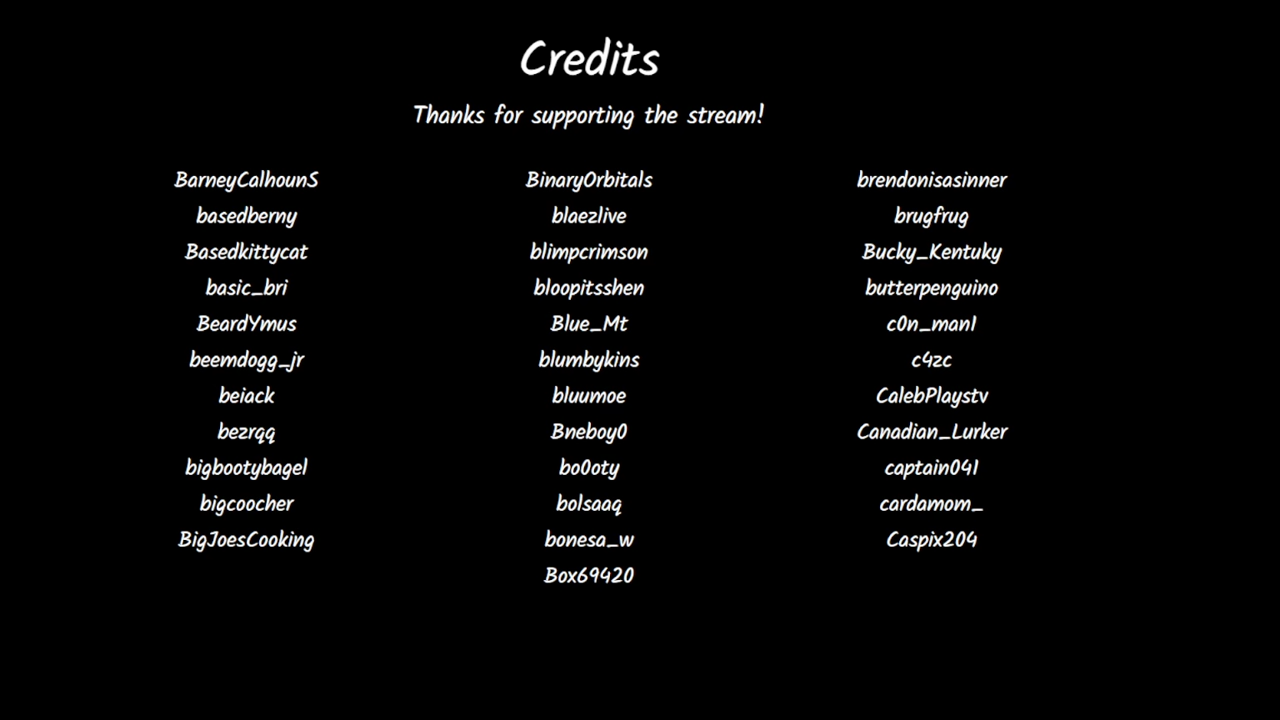 Credits
Thanks for supporting the stream!
BarneyCalhounS
basedberny
Basedkittycat
basic_bri
BeardYmus
beemdogg_jr
beiack
bezrqq
bigbootybagel
bigcoocher
BigJoesCooking
BinaryOrbitals
blaezlive
blimpcrimson
bloopitsshen
Blue_Mt
blumbykins
bluumoe
Bneboy0
bo0oty
bolsaaq
bonesa_w
Box69420
brendonisasinner
brugfrug
Bucky_Kentuky
butterpenguino
c0n_man1
c4zc
CalebPlaystv
Canadian_Lurker
captain041
cardamom_
Caspix204